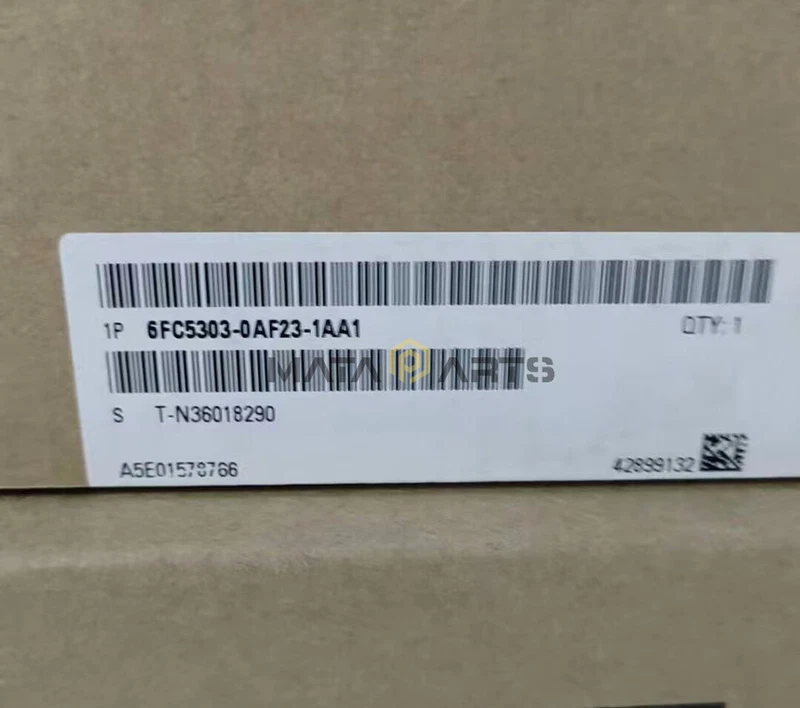 1P 6FC5303-0AF23-1AA1 QTY: 1
MATA PARTS
S T-N36018290
A5E01578766 42899132